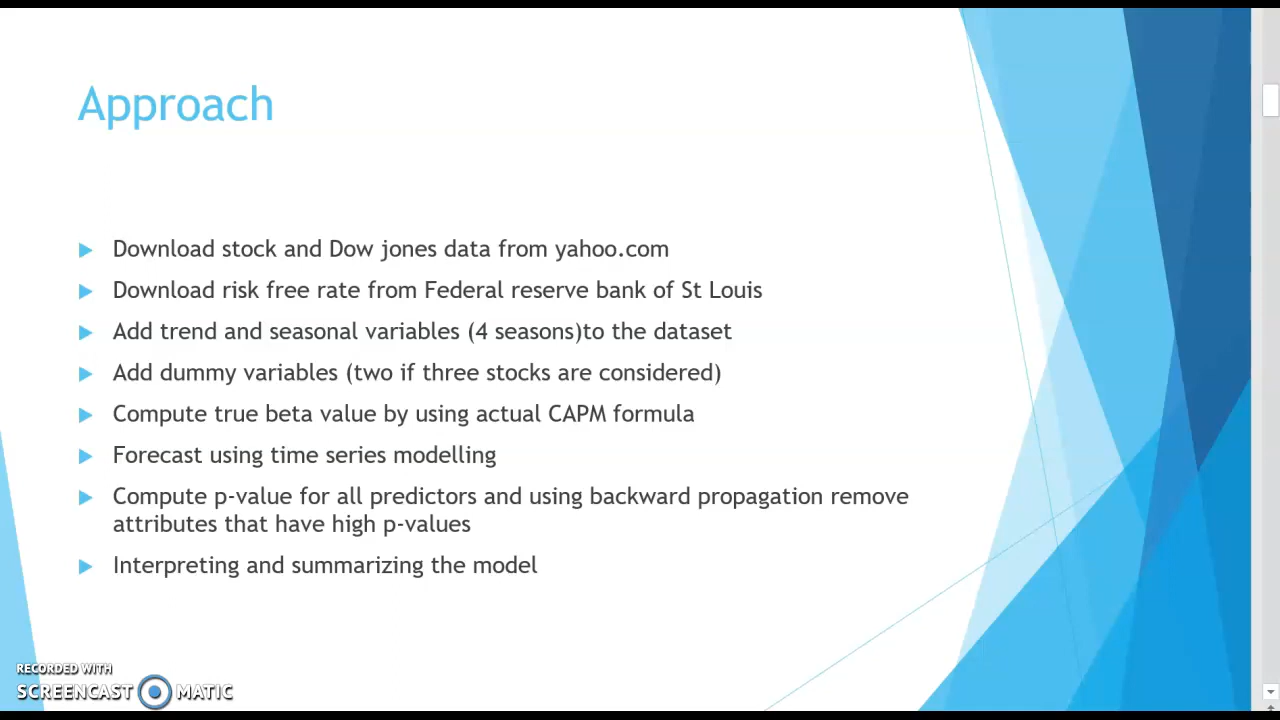 Approach
Download stock and Dow jones data from yahoo.com
Download risk free rate from Federal reserve bank of St Louis
Add trend and seasonal variables (4 seasons)to the dataset
Add dummy variables (two if three stocks are considered)
Compute true beta value by using actual CAPM formula
Forecast using time series modelling
Compute p-value for all predictors and using backward propagation remove
attributes that have high p-values
Interpreting and summarizing the model
RECORDED WITH
SCREENCAST MATIC